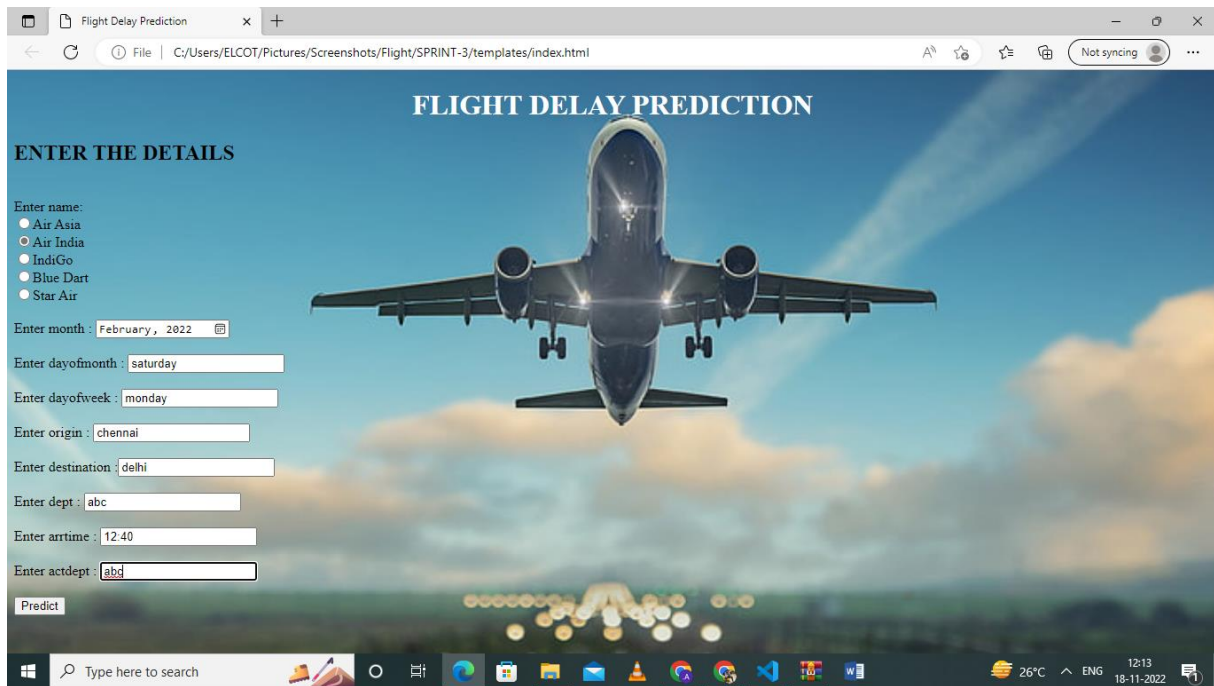 Flight Delay Prediction
File | C:/Users/ELCOT/Pictures/Screenshots/Flight/SPRINT-3/templates/index.html
Not syncing
FLIGHT DELAY PREDICTION
ENTER THE DETAILS
Enter name:
Air Asia
Air India
IndiGo
Blue Dart
Star Air
Enter month : February, 2022
Enter dayofmonth : saturday
Enter dayofweek : monday
Enter origin : chennai
Enter destination : delhi
Enter dept : abc
Enter arrtime : 12:40
Enter actdept : abc
Predict
Type here to search
26°C ENG 12:13
18-11-2022